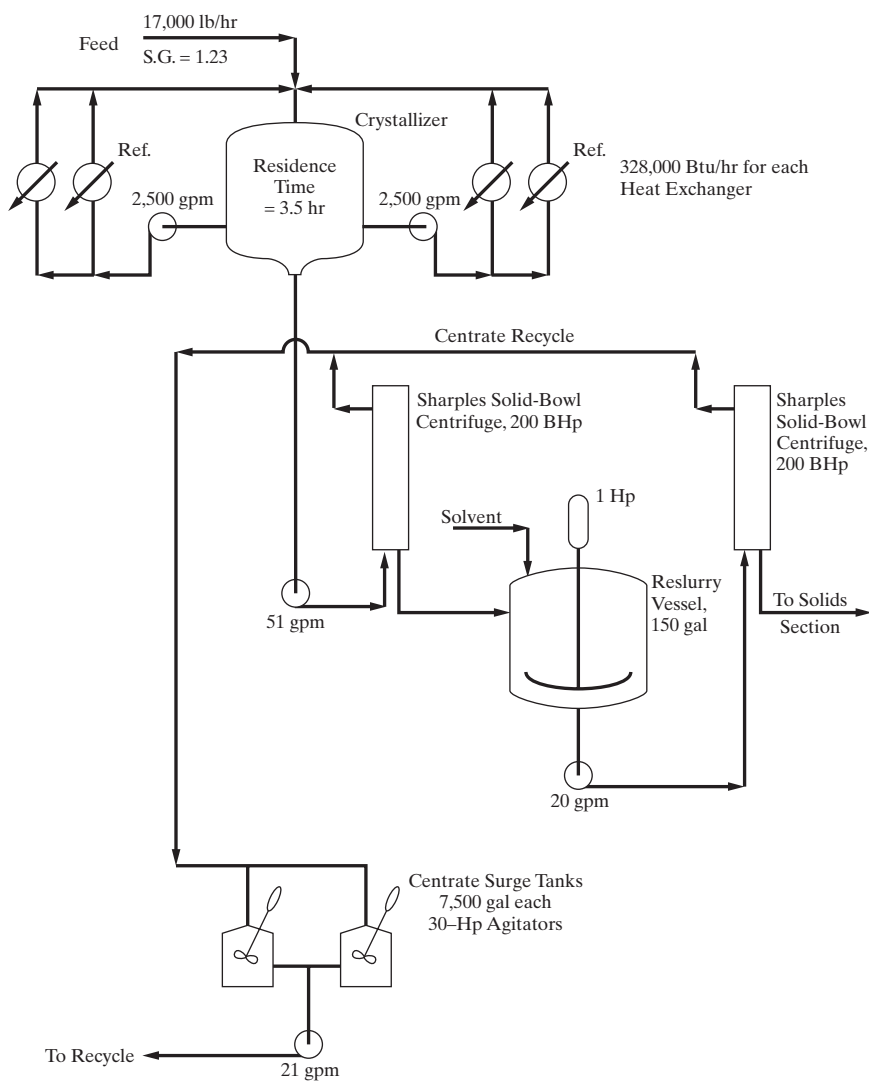 17,000 lb/hr
Feed
S.G. = 1.23
Crystallizer
Ref.
Residence
Time
= 3.5 hr
Ref.
328,000 Btu/hr for each
Heat Exchanger
2,500 gpm
2,500 gpm
Centrate Recycle
Sharples Solid-Bowl
Centrifuge, 200 BHp
Sharples
Solid-Bowl
Centrifuge,
200 BHp
1 Hp
Solvent
Reslurry
Vessel,
150 gal
To Solids
Section
51 gpm
20 gpm
Centrate Surge Tanks
7,500 gal each
30–Hp Agitators
To Recycle
21 gpm